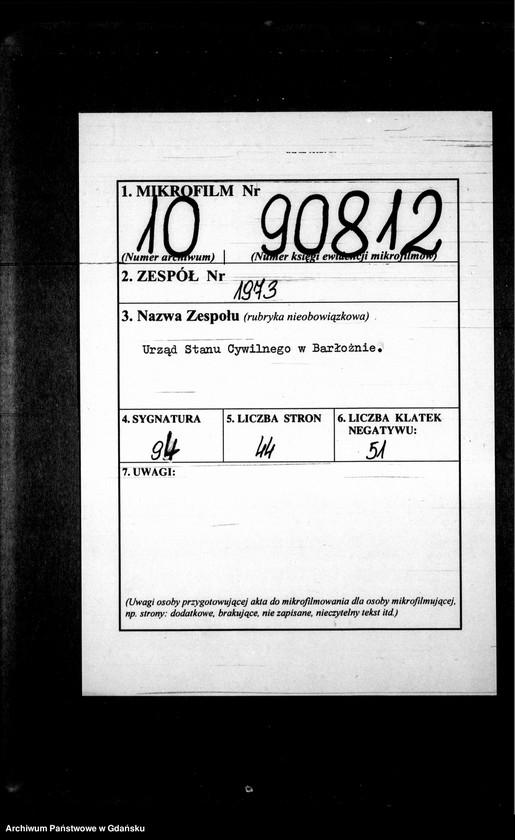 1. MIKROFILM Nr
10 90812
(Numer archiwum) (Numer księgi ewidencji mikrofilmów)
2. ZESPÓŁ Nr
1973
3. Nazwa Zespołu (rubryka nieobowiązkowa)
Urząd Stanu Cywilnego w Barłożnie.
4. SYGNATURA 5. LICZBA STRON 6. LICZBA KLATEK
NEGATYWU:
94 44 51
7. UWAGI:
(Uwagi osoby przygotowującej akta do mikrofilmowania dla osoby mikrofilmującej,
np. strony: dodatkowe, brakujące, nie zapisane, nieczytelny tekst itd.)
Archiwum Państwowe w Gdańsku